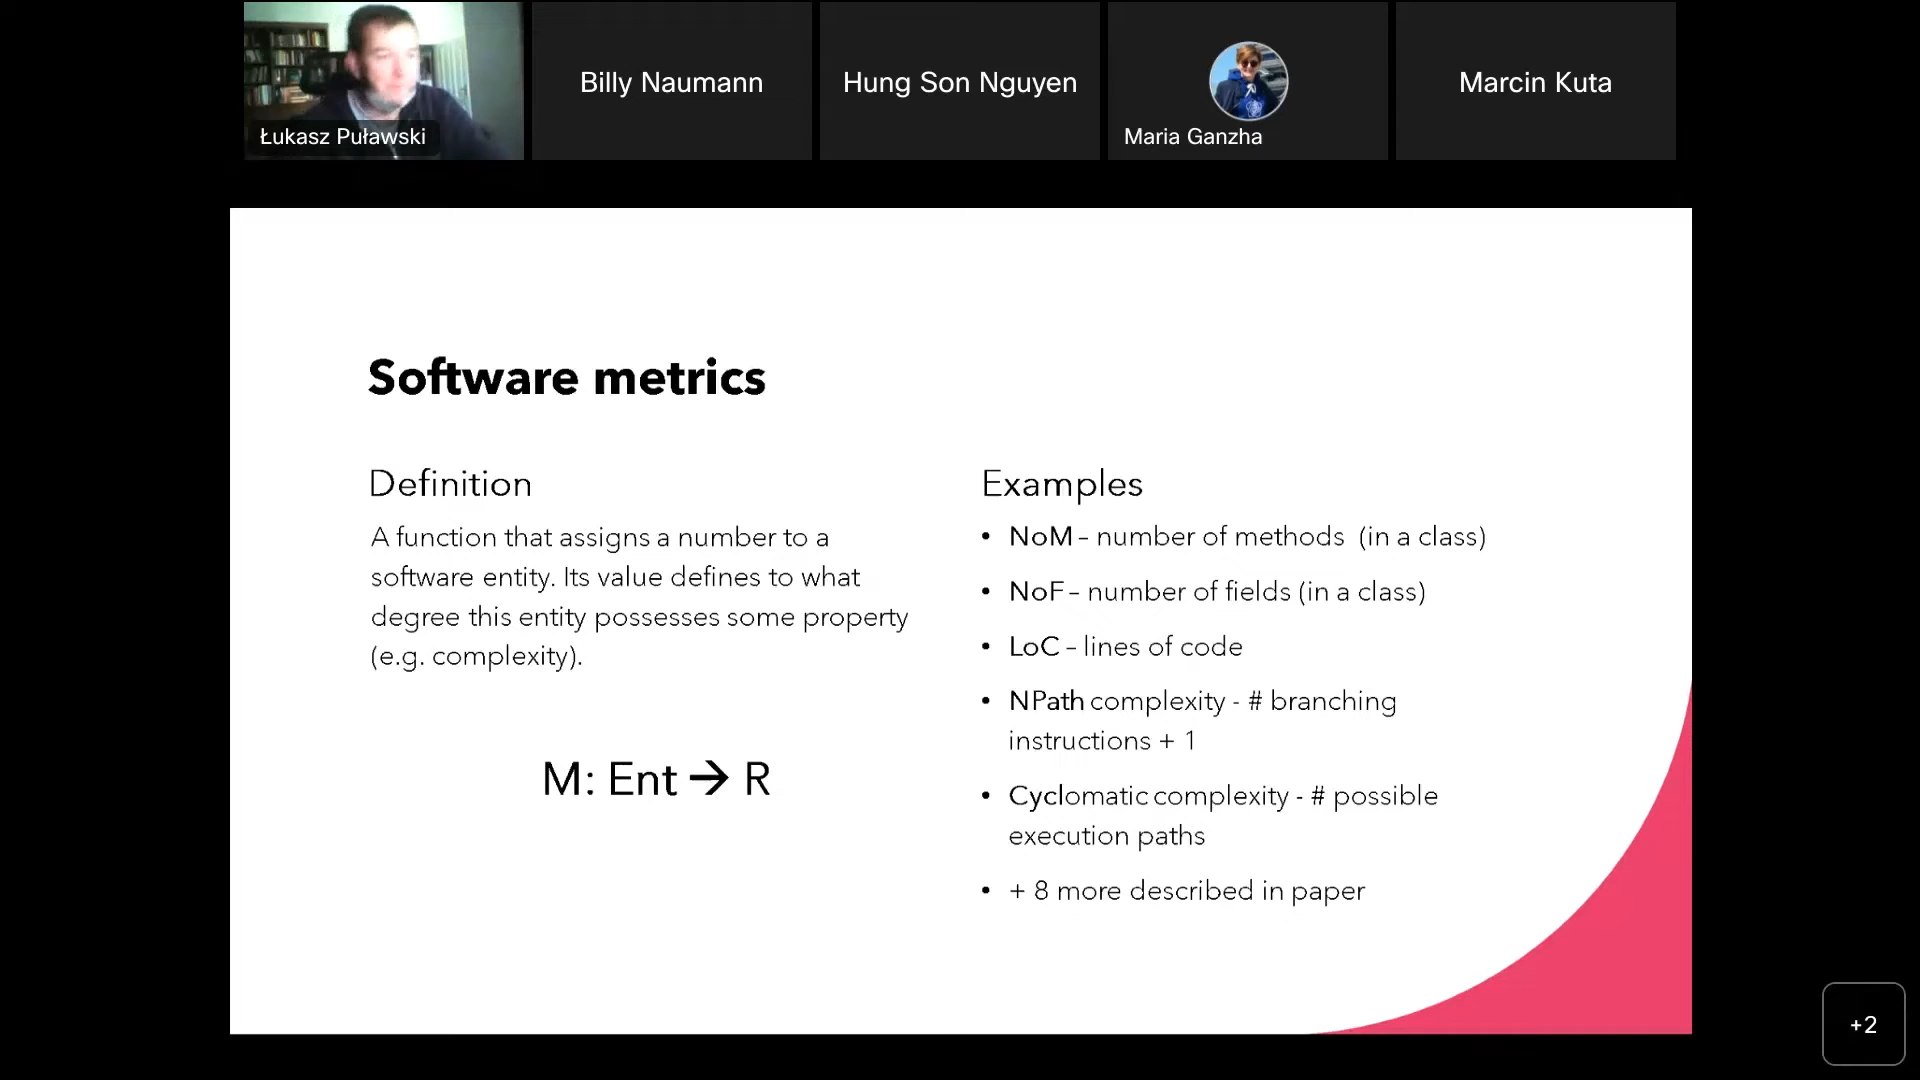 Łukasz Puławski
Billy Naumann
Hung Son Nguyen
Maria Ganzha
Marcin Kuta
Software metrics
Definition
A function that assigns a number to a
software entity. Its value defines to what
degree this entity possesses some property
(e.g. complexity).
M: Ent → R
Examples
• NoM – number of methods (in a class)
• NoF – number of fields (in a class)
• LoC – lines of code
• NPath complexity - # branching
instructions + 1
• Cyclomatic complexity - # possible
execution paths
• + 8 more described in paper
+2